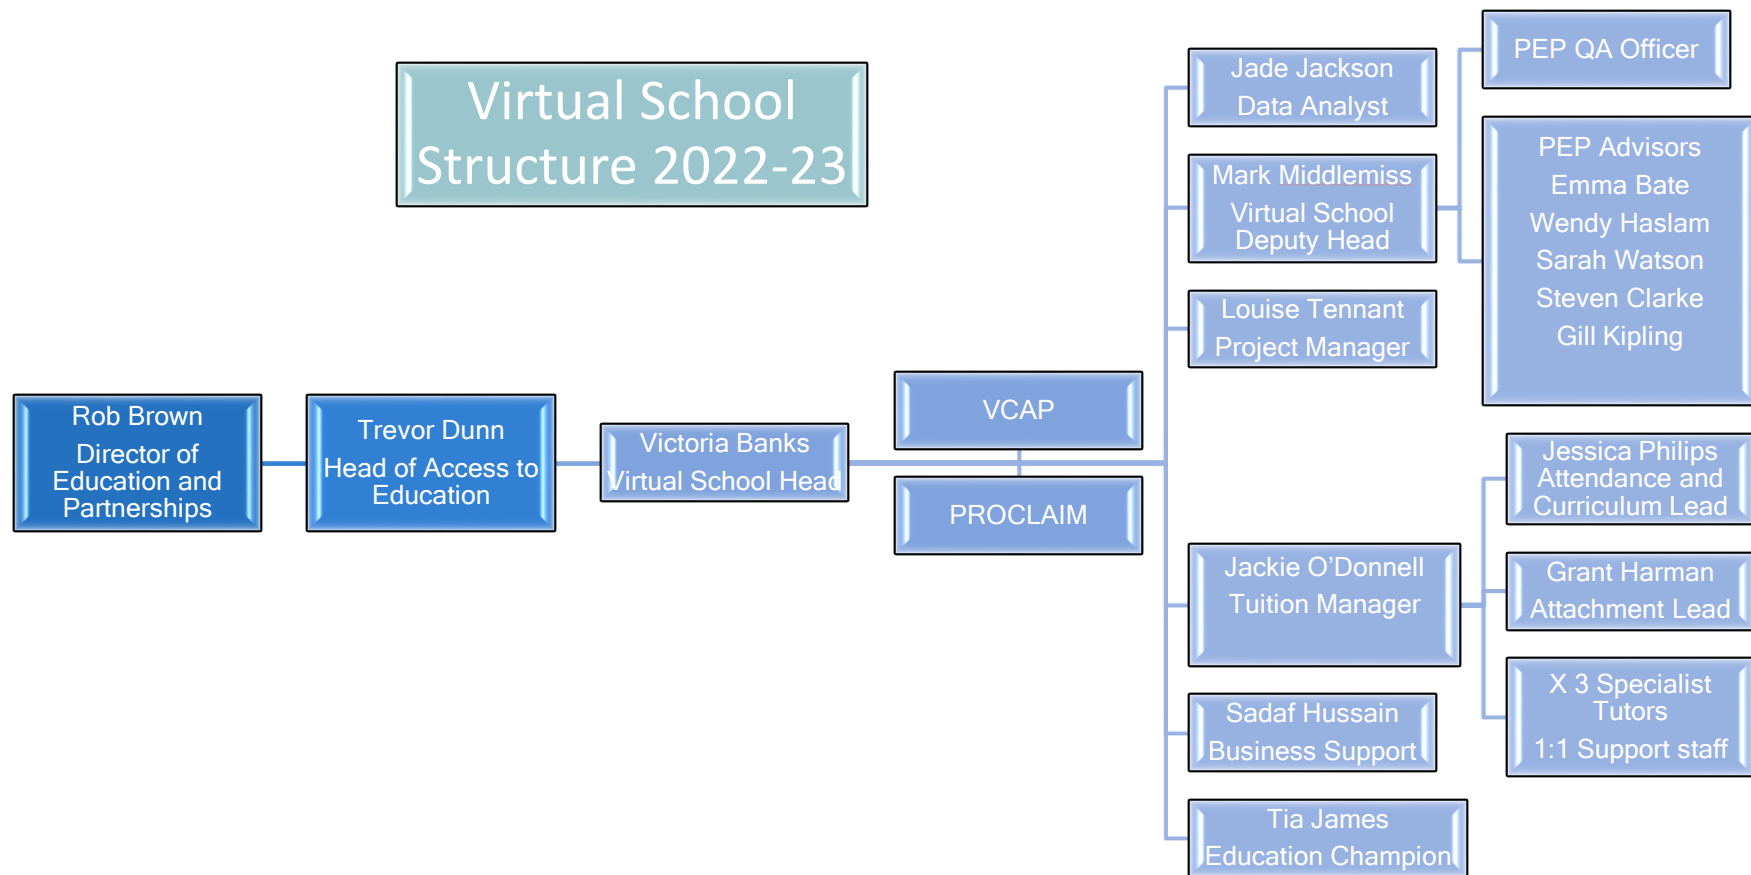 Virtual School
Structure 2022-23
Rob Brown
Director of
Education and
Partnerships
Trevor Dunn
Head of Access to
Education
Victoria Banks
Virtual School Head
VCAP
PROCLAIM
Jade Jackson
Data Analyst
Mark Middlemiss
Virtual School
Deputy Head
Louise Tennant
Project Manager
Jackie O’Donnell
Tuition Manager
Sadaf Hussain
Business Support
Tia James
Education Champion
PEP QA Officer
PEP Advisors
Emma Bate
Wendy Haslam
Sarah Watson
Steven Clarke
Gill Kipling
Jessica Philips
Attendance and
Curriculum Lead
Grant Harman
Attachment Lead
X 3 Specialist
Tutors
1:1 Support staff